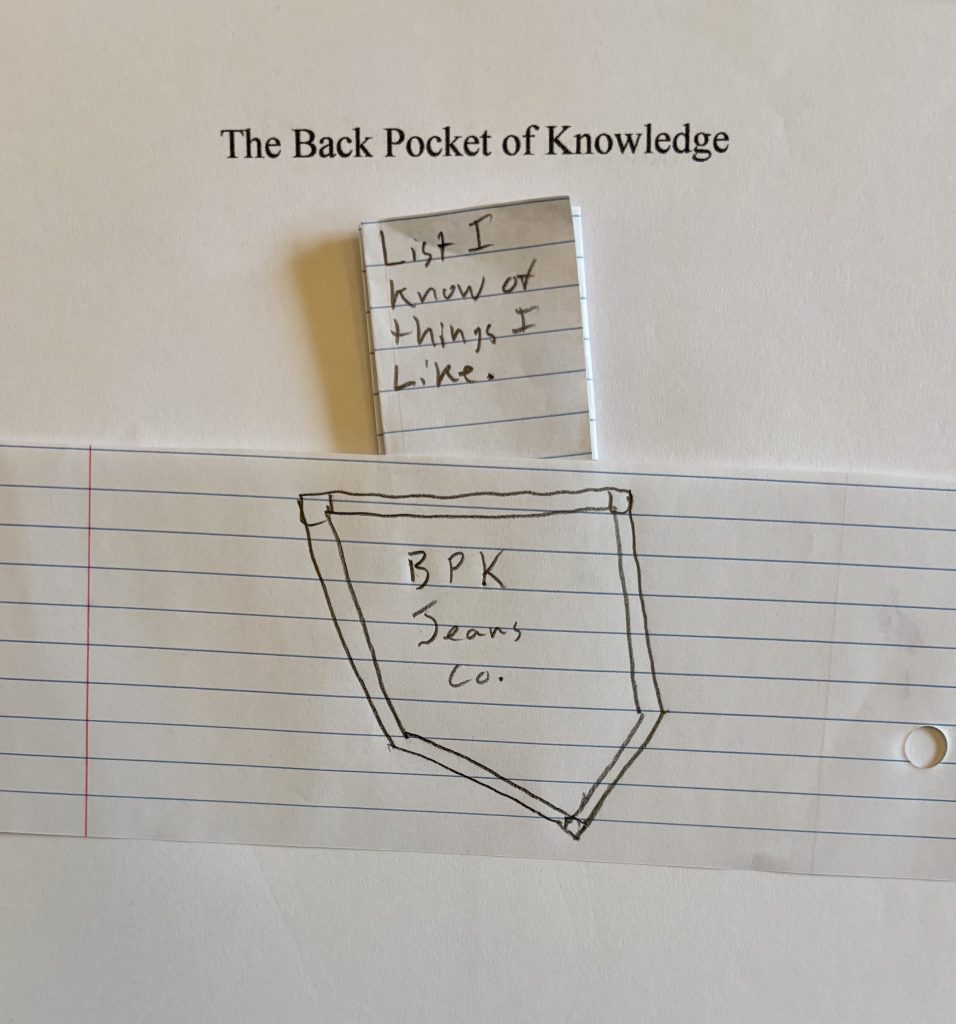 The Back Pocket of Knowledge
List I
know of
things I
Like.
BPK
Jeans
Co.